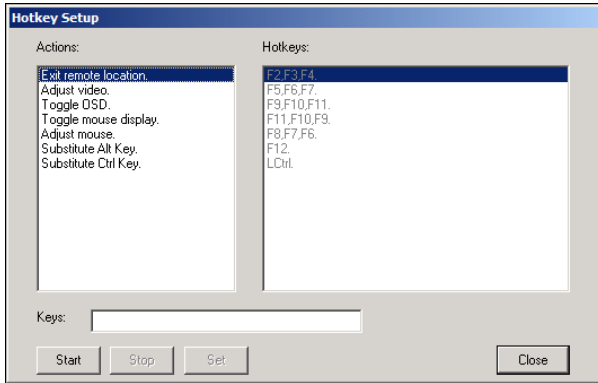 Hotkey Setup
Actions:
Hotkeys:
Exit remote location.
F2,F3,F4.
Adjust video.
F5,F6,F7.
Toggle OSD.
F9,F10,F11.
Toggle mouse display.
F11,F10,F9.
Adjust mouse.
F8,F7,F6.
Substitute Alt Key.
F12.
Substitute Ctrl Key.
LCtrl.
Keys:
Start
Stop
Set
Close